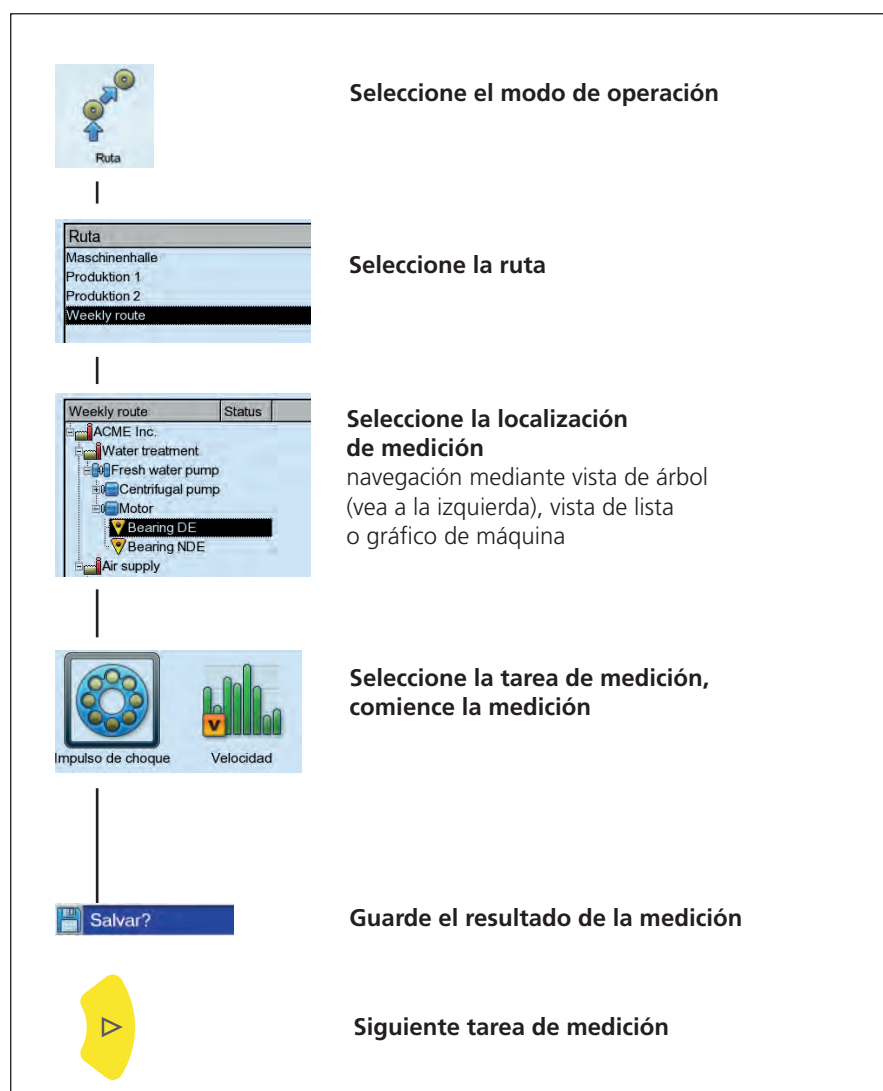 Seleccione el modo de operación
Ruta
Ruta
Maschinenhalle
Produktion 1
Produktion 2
Weekly route
Seleccione la ruta
Weekly route Status
ACME Inc.
Water treatment
Fresh water pump
Centrifugal pump
Motor
Bearing DE
Bearing NDE
Air supply
Seleccione la localización
de medición
navegación mediante vista de árbol
(vea a la izquierda), vista de lista
o gráfico de máquina
V
Impulso de choque Velocidad
Seleccione la tarea de medición,
comience la medición
Salvar?
Guarde el resultado de la medición
Siguiente tarea de medición